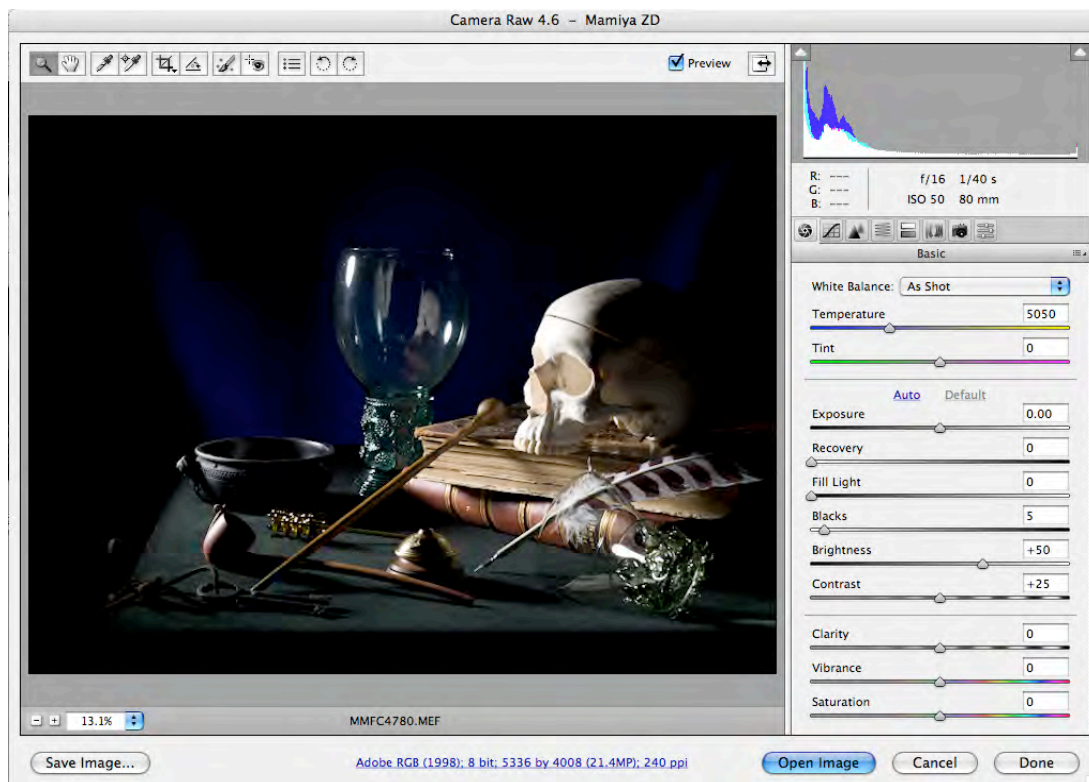 Camera Raw 4.6 – Mamiya ZD
Preview
R: ---
G: ---
B: ---
f/16 1/40 s
ISO 50 80 mm
Basic
White Balance: As Shot
Temperature 5050
Tint 0
Auto Default
Exposure 0.00
Recovery 0
Fill Light 0
Blacks 5
Brightness +50
Contrast +25
Clarity 0
Vibrance 0
Saturation 0
13.1% MMFC4780.MEF
Save Image... Adobe RGB (1998); 8 bit; 5336 by 4008 (21.4MP); 240 ppi Open Image Cancel Done